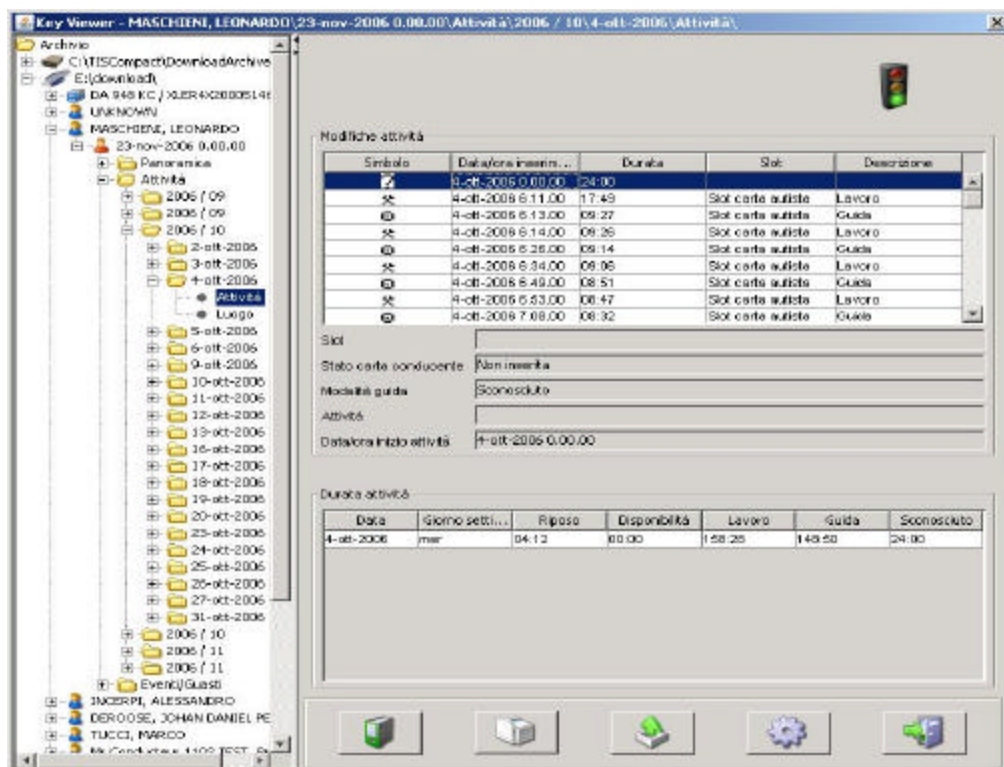 Key Viewer - MASCHIENI, LEONARDO\23-nov-2006 0.00.00\Attività\2006 / 10\4-ott-2006\Attività\
Archivio
C:\TISCompact\DownloadArchive
E:\download\
DA 948 KC /
UNKNOWN
MASCHIENI, LEONARDO
23-nov-2006 0.00.00
Panoramica
Attività
2006 / 09
2006 / 09
2006 / 10
2-ott-2006
3-ott-2006
4-ott-2006
Attività
Luogo
5-ott-2006
6-ott-2006
9-ott-2006
10-ott-2006
11-ott-2006
12-ott-2006
13-ott-2006
16-ott-2006
17-ott-2006
18-ott-2006
19-ott-2006
20-ott-2006
23-ott-2006
24-ott-2006
25-ott-2006
26-ott-2006
27-ott-2006
31-ott-2006
2006 / 10
2006 / 11
2006 / 11
Eventi/Guasti
INCERPI, ALESSANDRO
DEROOSE, JOHAN DANIEL PE
TUCCI, MARCO
Modifiche attività
Simbolo Data/ora inserim... Durata Slot Descrizione
4-ott-2006 0.00.00 24:00
4-ott-2006 6.11.00 17:49 Slot carta autista Lavoro
4-ott-2006 6.13.00 09:27 Slot carta autista Guida
4-ott-2006 6.14.00 09:26 Slot carta autista Lavoro
4-ott-2006 6.26.00 09:14 Slot carta autista Guida
4-ott-2006 6.34.00 09:06 Slot carta autista Lavoro
4-ott-2006 6.49.00 08:51 Slot carta autista Guida
4-ott-2006 6.53.00 08:47 Slot carta autista Lavoro
4-ott-2006 7.08.00 08:32 Slot carta autista Guida
Slot
Stato carta conducente Non inserita
Modalità guida Sconosciuto
Attività
Data/ora inizio attività 4-ott-2006 0.00.00
Durata attività
Data Giorno setti... Riposo Disponibilità Lavoro Guida Sconosciuto
4-ott-2006 mer 04:12 00:00 158:28 148:50 24:00